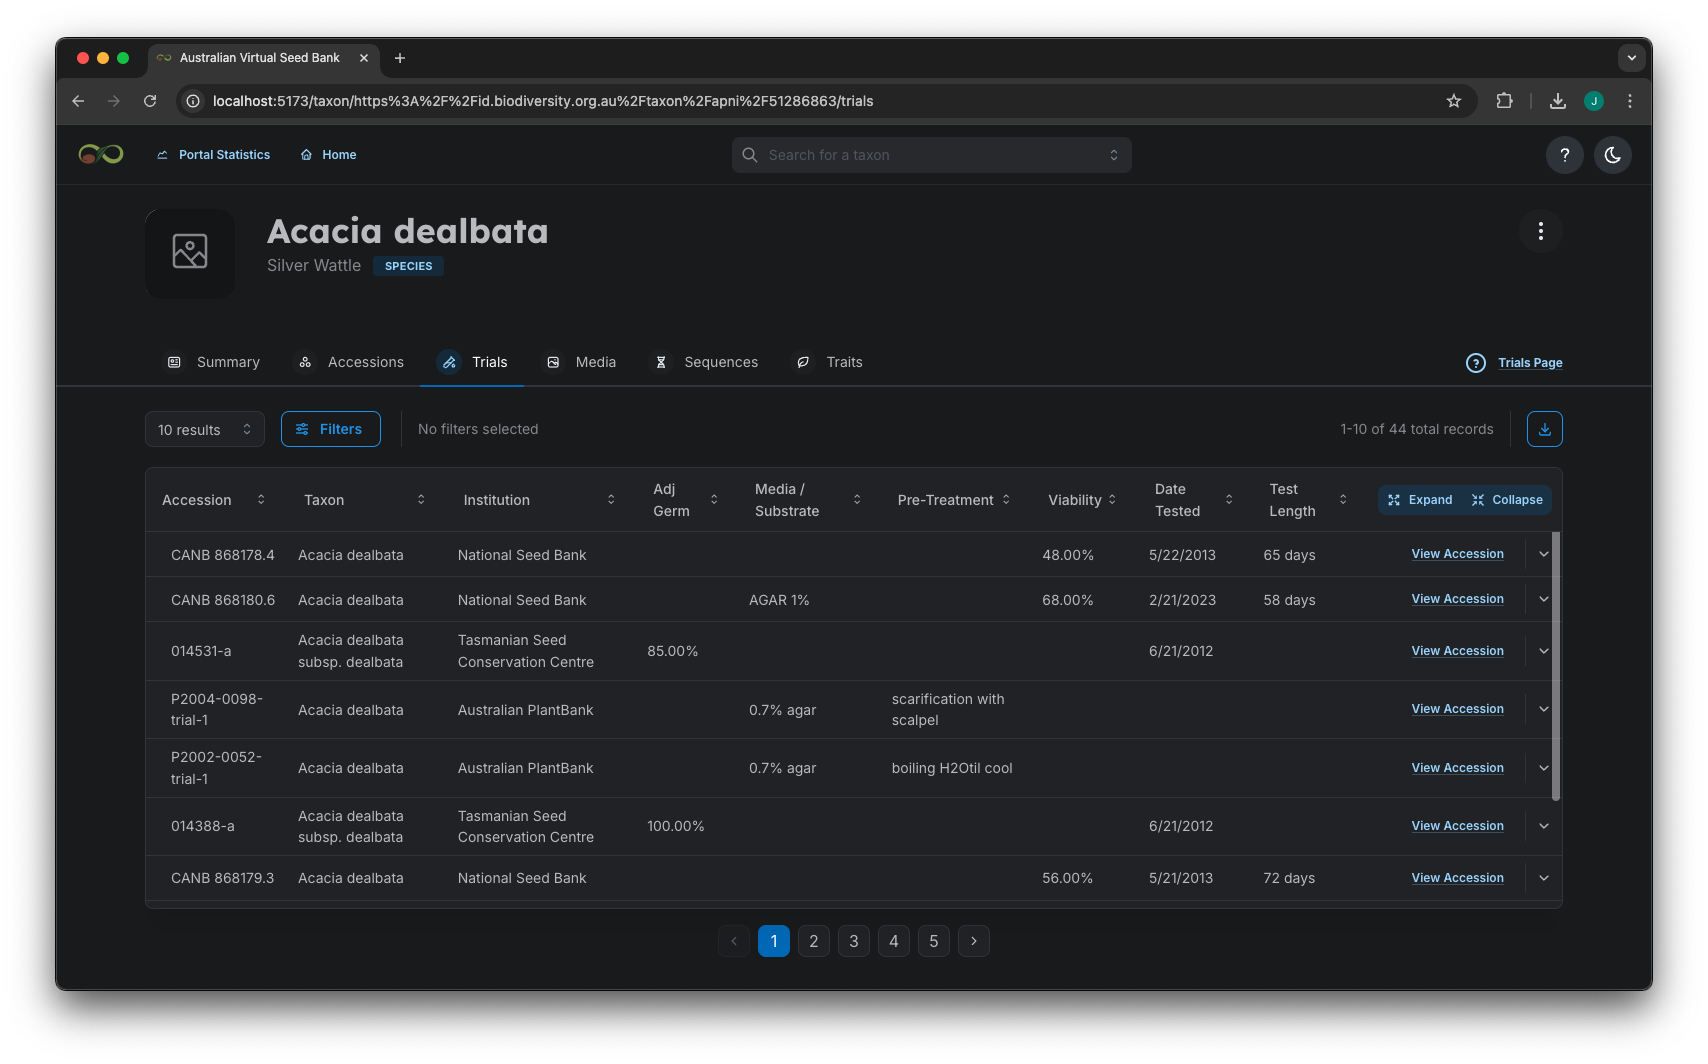 Australian Virtual Seed Bank
localhost:5173/taxon/https%3A%2F%2Fid.biodiversity.org.au%2Ftaxon%2Fapni%2F51286863/trials
J
Portal Statistics
Home
Search for a taxon
?
Acacia dealbata
Silver Wattle
SPECIES
Summary
Accessions
Trials
Media
Sequences
Traits
?
Trials Page
10 results
Filters
No filters selected
1-10 of 44 total records
Accession
Taxon
Institution
Adj
Germ
Media /
Substrate
Pre-Treatment
Viability
Date
Tested
Test
Length
Expand
Collapse
CANB 868178.4
Acacia dealbata
National Seed Bank
48.00%
5/22/2013
65 days
View Accession
CANB 868180.6
Acacia dealbata
National Seed Bank
AGAR 1%
68.00%
2/21/2023
58 days
View Accession
014531-a
Acacia dealbata
subsp. dealbata
Tasmanian Seed
Conservation Centre
85.00%
6/21/2012
View Accession
P2004-0098-
trial-1
Acacia dealbata
Australian PlantBank
0.7% agar
scarification with
scalpel
View Accession
P2002-0052-
trial-1
Acacia dealbata
Australian PlantBank
0.7% agar
boiling H2Otil cool
View Accession
014388-a
Acacia dealbata
subsp. dealbata
Tasmanian Seed
Conservation Centre
100.00%
6/21/2012
View Accession
CANB 868179.3
Acacia dealbata
National Seed Bank
56.00%
5/21/2013
72 days
View Accession
1
2
3
4
5